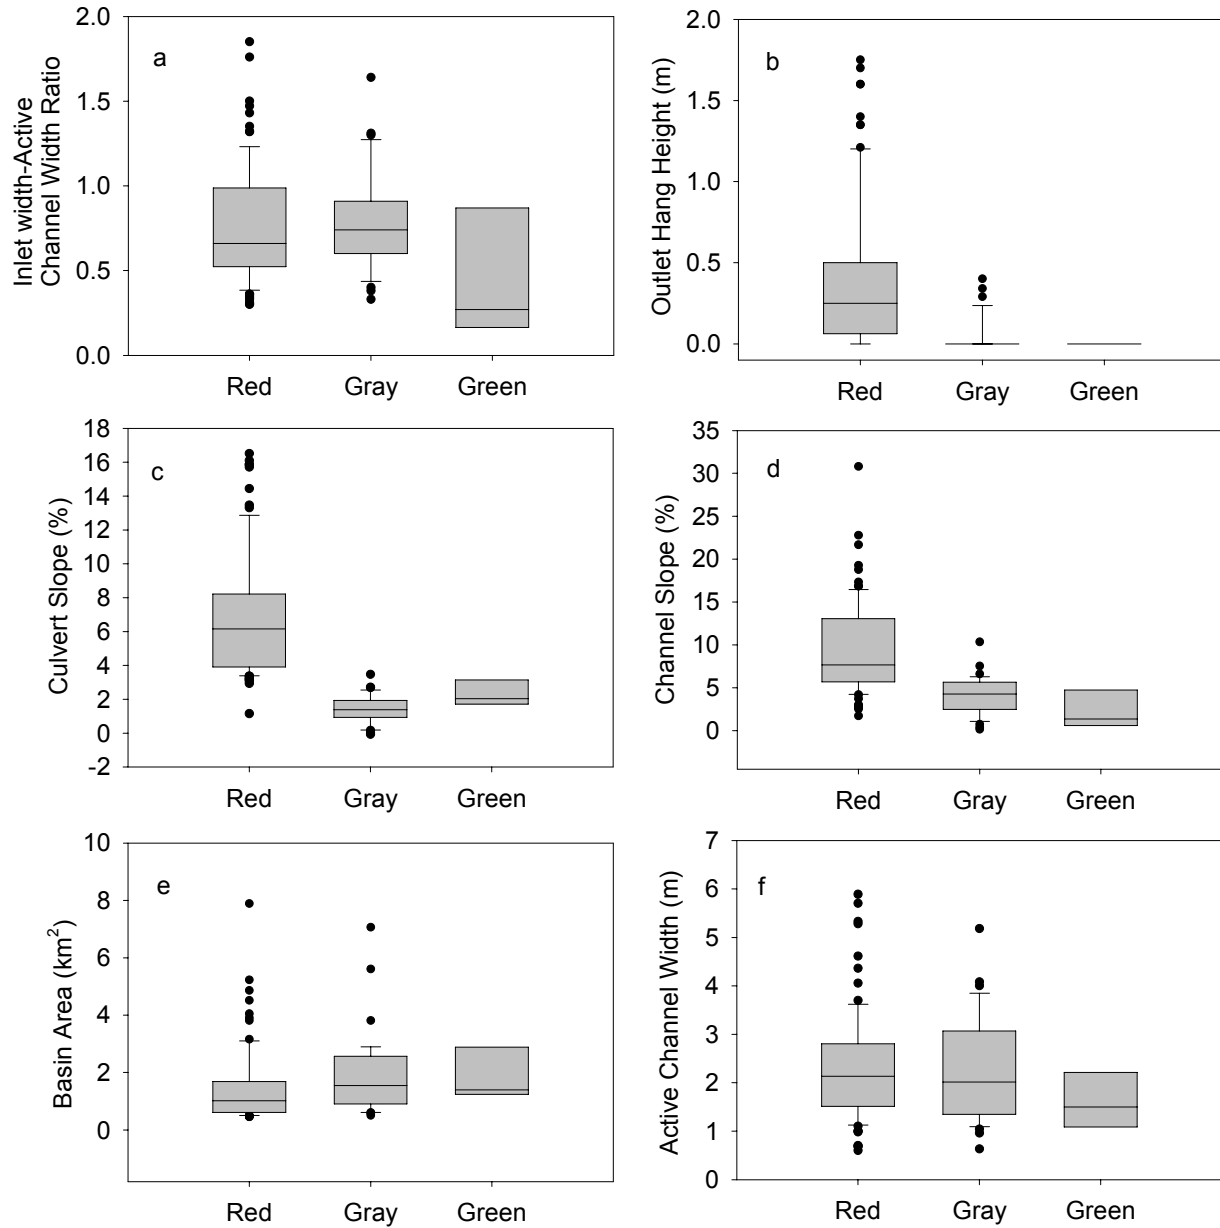 a
Inlet width-Active
Channel Width Ratio
2.0
1.5
1.0
0.5
0.0
Red Gray Green
b
Outlet Hang Height (m)
2.0
1.5
1.0
0.5
0.0
Red Gray Green
c
Culvert Slope (%)
18
16
14
12
10
8
6
4
2
0
-2
Red Gray Green
d
Channel Slope (%)
35
30
25
20
15
10
5
0
Red Gray Green
e
Basin Area (km²)
10
8
6
4
2
0
Red Gray Green
f
Active Channel Width (m)
7
6
5
4
3
2
1
0
Red Gray Green